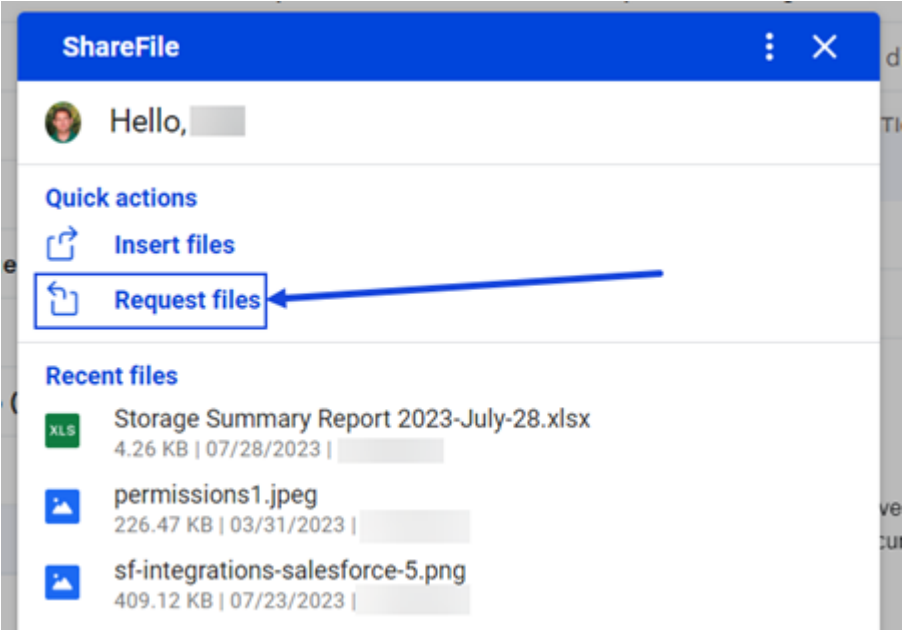 ShareFile
Hello,
Quick actions
Insert files
Request files
Recent files
XLS
Storage Summary Report 2023-July-28.xlsx
4.26 KB | 07/28/2023 |
permissions1.jpeg
226.47 KB | 03/31/2023 |
sf-integrations-salesforce-5.png
409.12 KB | 07/23/2023 |